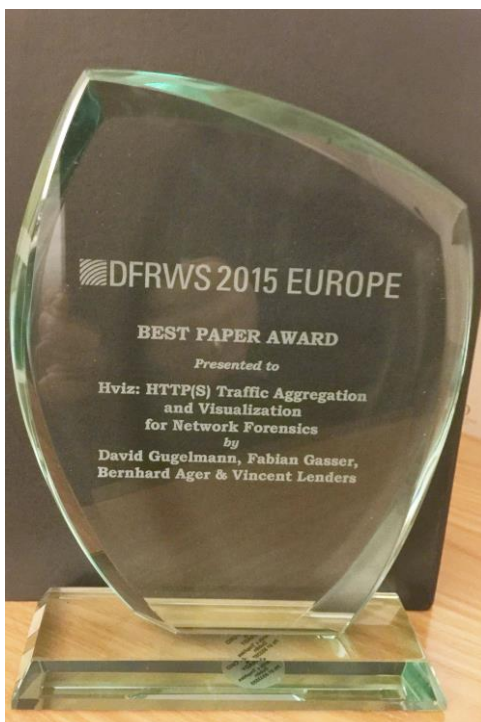 DFRWS 2015 EUROPE
BEST PAPER AWARD
Presented to
Hviz: HTTP(S) Traffic Aggregation
and Visualization
for Network Forensics
by
David Gugelmann, Fabian Gasser,
Bernhard Ager & Vincent Lenders